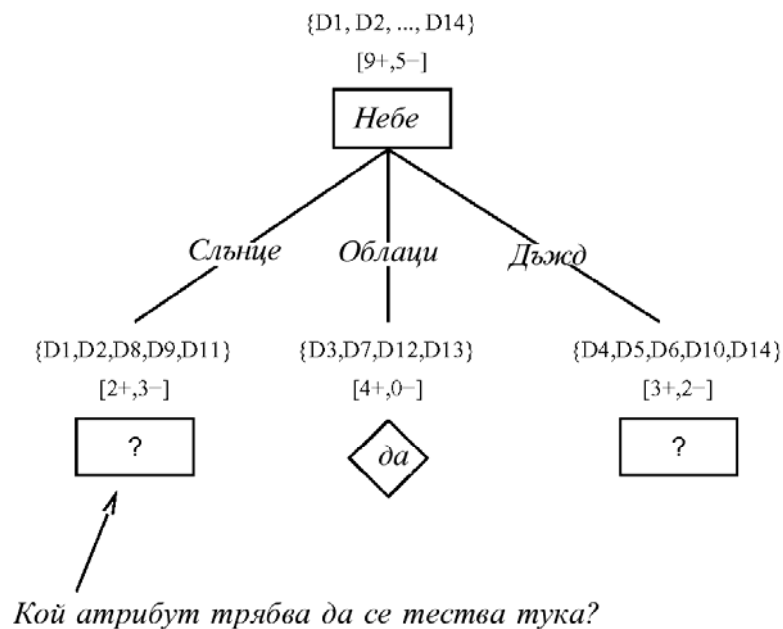 {D1, D2, ..., D14}
[9+,5−]
Небе
Слънце Облаци Дъжд
{D1,D2,D8,D9,D11} {D3,D7,D12,D13} {D4,D5,D6,D10,D14}
[2+,3−] [4+,0−] [3+,2−]
? да ?
Кой атрибут трябва да се тества тука?